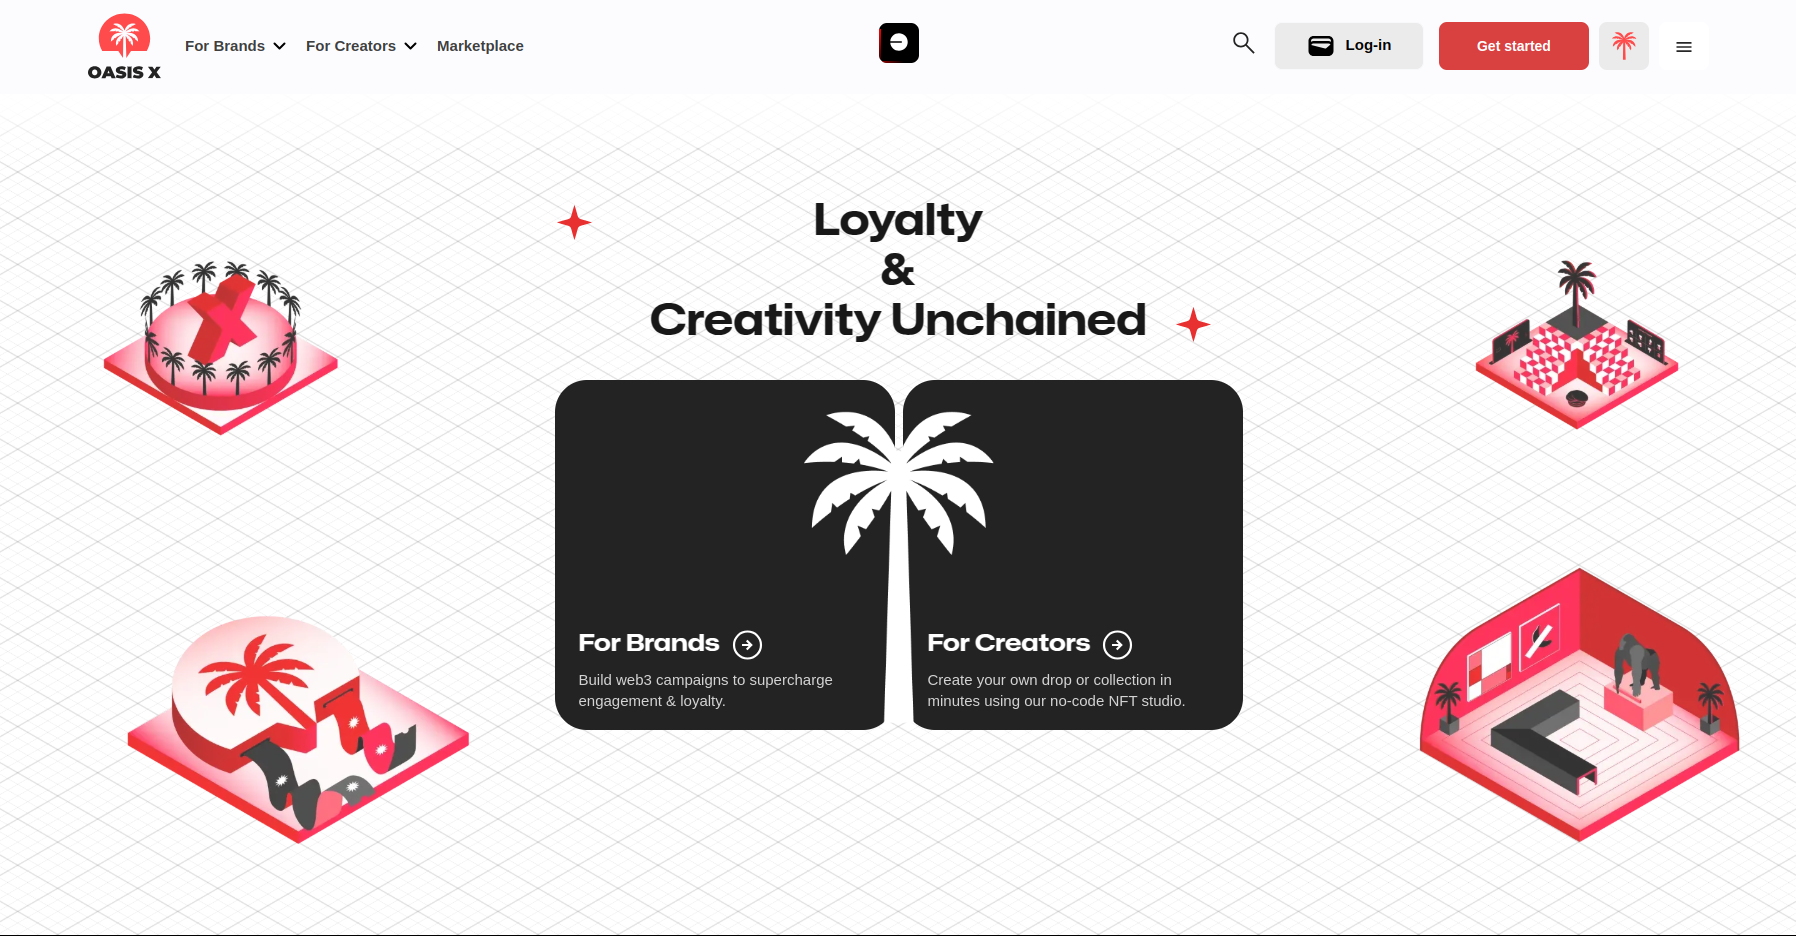 OASIS X
For Brands
For Creators
Marketplace
Log-in
Get started
Loyalty
&
Creativity Unchained
For Brands
Build web3 campaigns to supercharge
engagement & loyalty.
For Creators
Create your own drop or collection in
minutes using our no-code NFT studio.